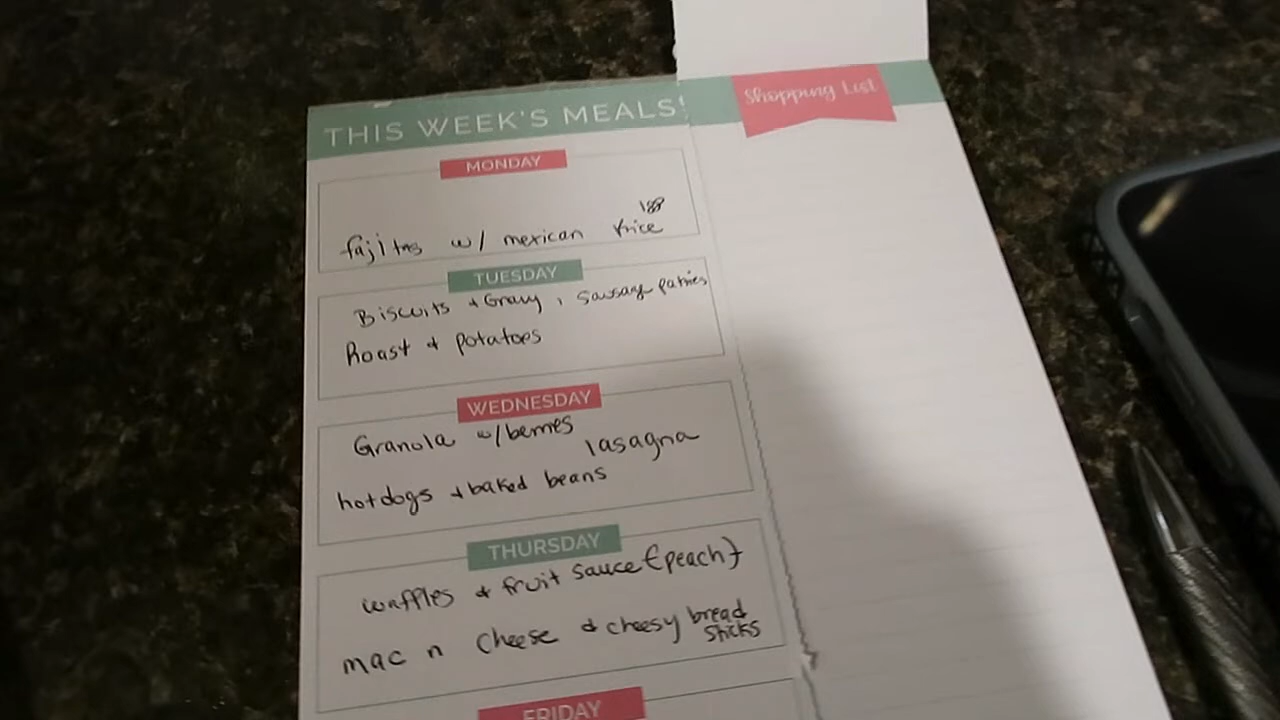 THIS WEEK'S MEALS!
Shopping List
MONDAY
fajitas w/ mexican rice
TUESDAY
Biscuits + Gravy, Sausage patties
Roast & potatoes
WEDNESDAY
Granola w/berries
lasagna
hotdogs + baked beans
THURSDAY
waffles & fruit sauce (peach)
mac n cheese & cheesy bread
sticks
FRIDAY